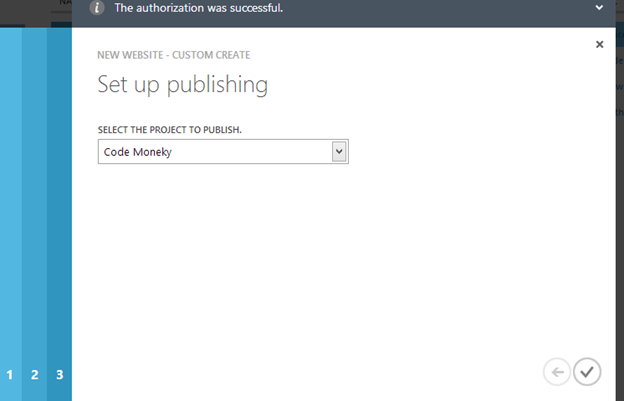 The authorization was successful.
NEW WEBSITE - CUSTOM CREATE
Set up publishing
SELECT THE PROJECT TO PUBLISH.
Code Moneky
1 2 3